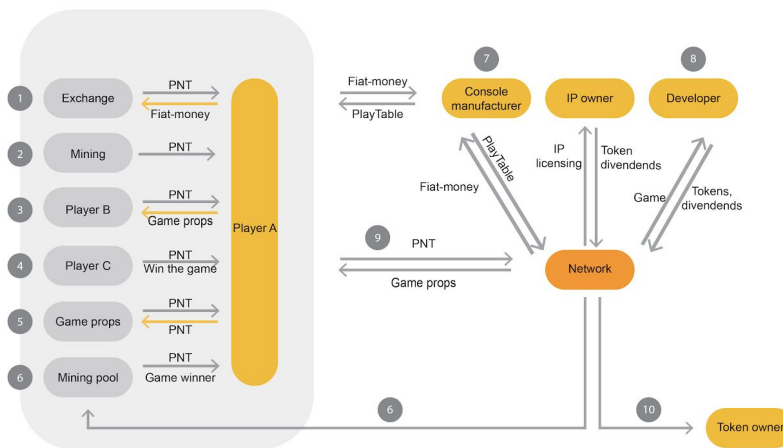 7
8
Fiat-money
PlayTable
Console
manufacturer
IP owner
Developer
1
Exchange
PNT
Fiat-money
2
Mining
PNT
3
Player B
PNT
Game props
4
Player C
PNT
Win the game
5
Game props
PNT
PNT
6
Mining pool
PNT
Game winner
Player A
PlayTable
Fiat-money
IP
licensing
Token
divendends
Game
Tokens,
dividends
9
PNT
Game props
Network
6
10
Token owner